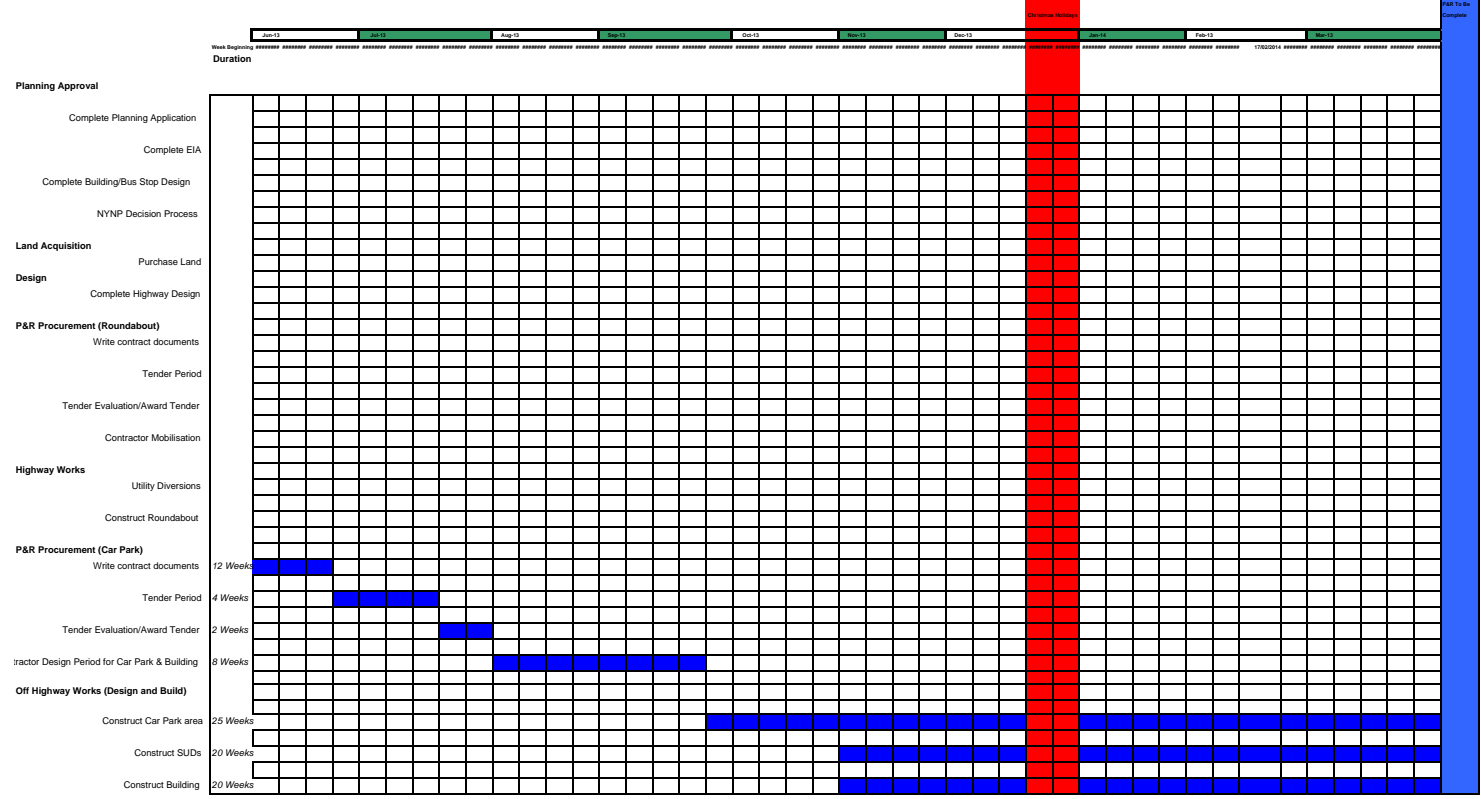 Christmas Holidays
P&R To Be
Complete
Jun-13 Jul-13 Aug-13 Sep-13 Oct-13 Nov-13 Dec-13 Jan-14 Feb-13 Mar-13
Week Beginning ######## ######## ######## ######## ######## ######## ######## ######## ######## ######## ######## ######## ######## ######## ######## ######## ######## ######## ######## ######## ######## ######## ######## ######## ######## ######## ######## ######## ######## ######## ######## ######## ######## ######## ######## ######## ######## 17/02/2014 ######## ######## ######## ######## ######## ########
Duration
Planning Approval
Complete Planning Application
Complete EIA
Complete Building/Bus Stop Design
NYNP Decision Process
Land Acquisition
Purchase Land
Design
Complete Highway Design
P&R Procurement (Roundabout)
Write contract documents
Tender Period
Tender Evaluation/Award Tender
Contractor Mobilisation
Highway Works
Utility Diversions
Construct Roundabout
P&R Procurement (Car Park)
Write contract documents 12 Weeks
Tender Period 4 Weeks
Tender Evaluation/Award Tender 2 Weeks
tractor Design Period for Car Park & Building 8 Weeks
Off Highway Works (Design and Build)
Construct Car Park area 25 Weeks
Construct SUDs 20 Weeks
Construct Building 20 Weeks